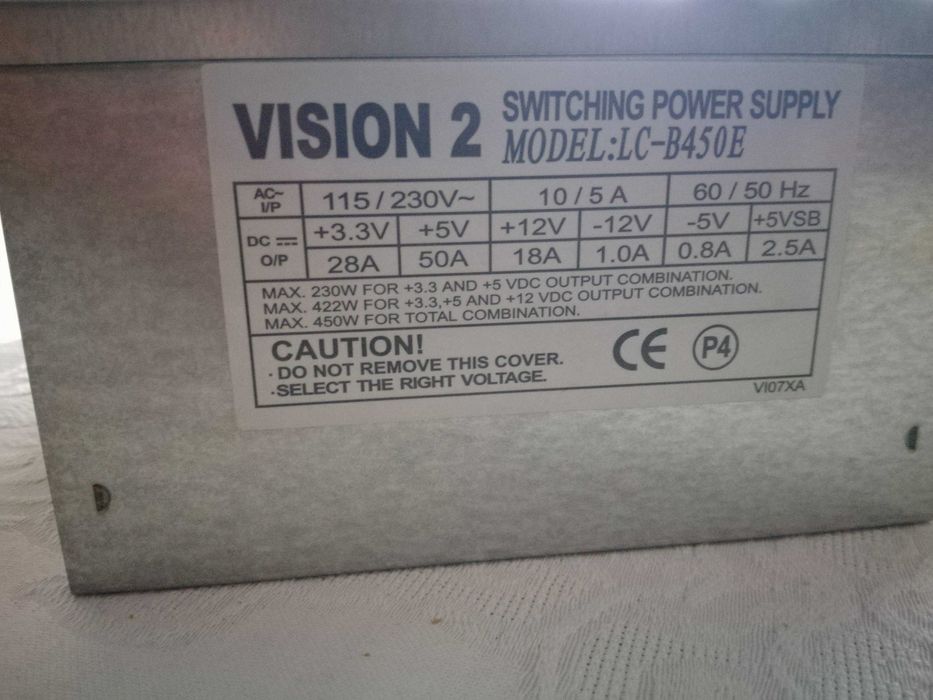 VISION 2
SWITCHING POWER SUPPLY
MODEL:LC-B450E
AC~ I/P 115 / 230V~ 10 / 5 A 60 / 50 Hz
DC O/P +3.3V +5V +12V -12V -5V +5VSB
28A 50A 18A 1.0A 0.8A 2.5A
MAX. 230W FOR +3.3 AND +5 VDC OUTPUT COMBINATION.
MAX. 422W FOR +3.3,+5 AND +12 VDC OUTPUT COMBINATION.
MAX. 450W FOR TOTAL COMBINATION.
CAUTION!
· DO NOT REMOVE THIS COVER.
·SELECT THE RIGHT VOLTAGE.
CE P4
VI07XA